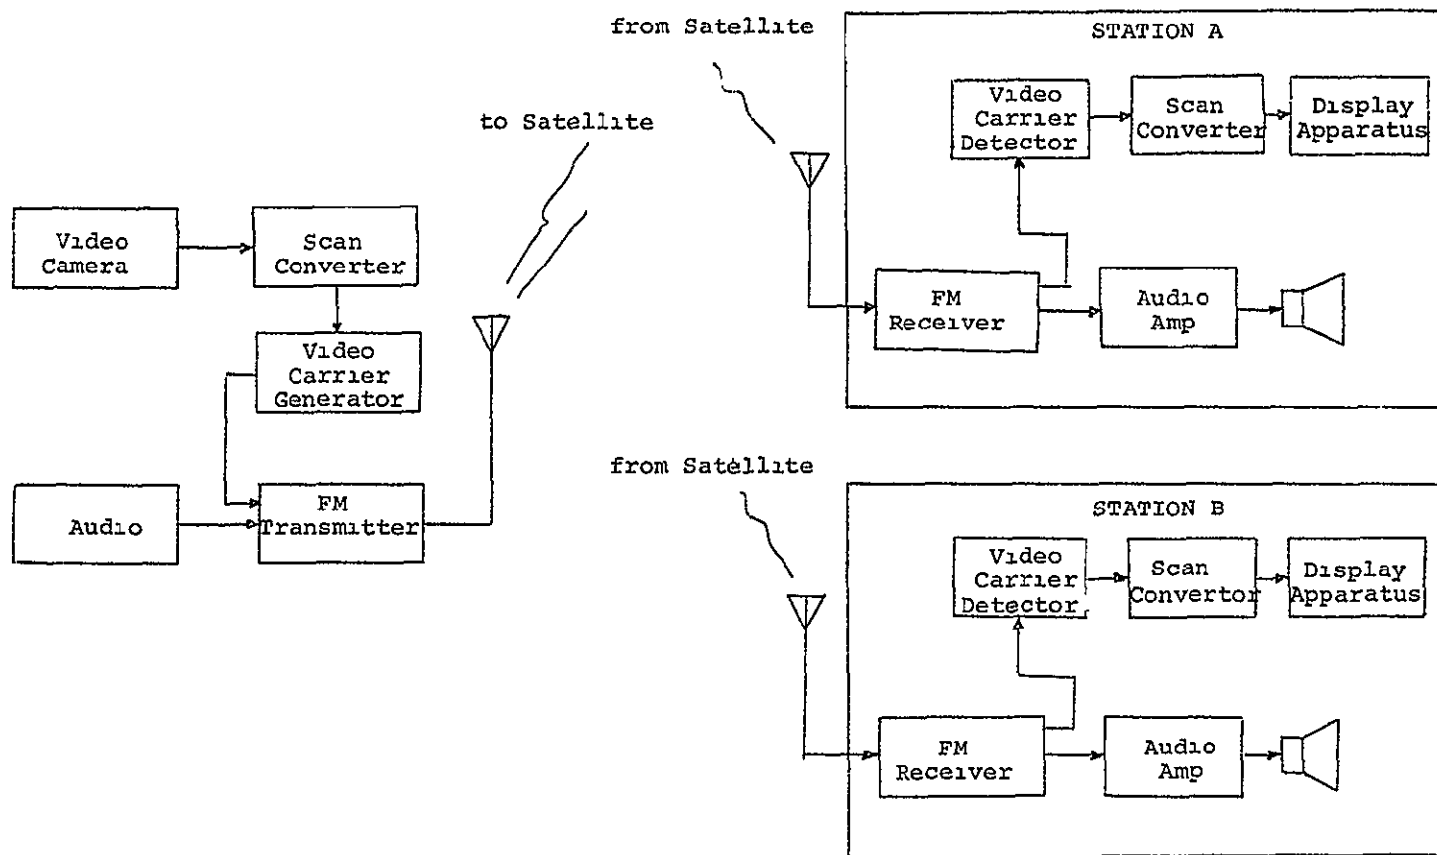 to Satellite
Video
Camera
Scan
Converter
Video
Carrier
Generator
Audio
FM
Transmitter
from Satellite
STATION A
Video
Carrier
Detector
Scan
Converter
Display
Apparatus
FM
Receiver
Audio
Amp
from Satellite
STATION B
Video
Carrier
Detector
Scan
Convertor
Display
Apparatus
FM
Receiver
Audio
Amp